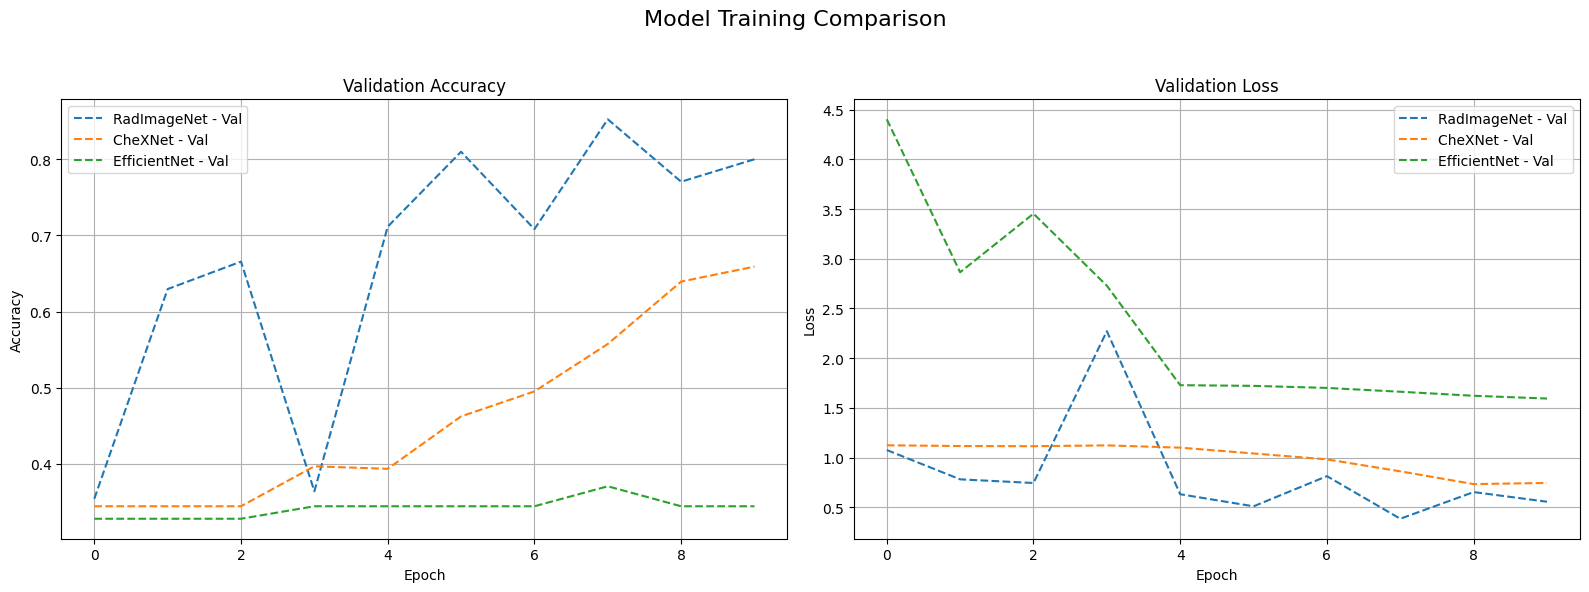 Model Training Comparison
Validation Accuracy
RadImageNet - Val
CheXNet - Val
EfficientNet - Val
0.8
0.7
0.6
0.5
0.4
Accuracy
0 2 4 6 8
Epoch
Validation Loss
RadImageNet - Val
CheXNet - Val
EfficientNet - Val
4.5
4.0
3.5
3.0
2.5
2.0
1.5
1.0
0.5
Loss
0 2 4 6 8
Epoch